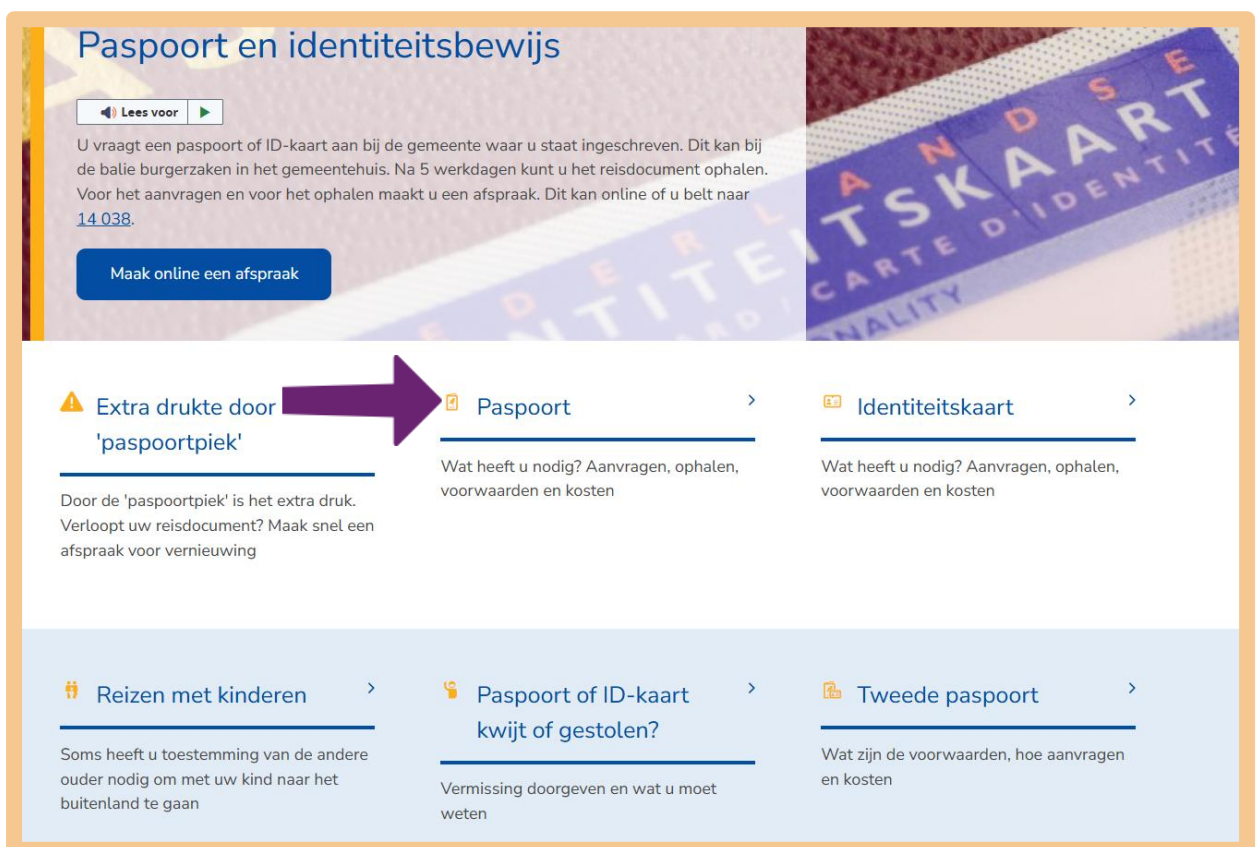 Paspoort en identiteitsbewijs
Lees voor
U vraagt een paspoort of ID-kaart aan bij de gemeente waar u staat ingeschreven. Dit kan bij
de balie burgerzaken in het gemeentehuis. Na 5 werkdagen kunt u het reisdocument ophalen.
Voor het aanvragen en voor het ophalen maakt u een afspraak. Dit kan online of u belt naar
14 038.
Maak online een afspraak
TSKAART
CARTE D'IDENTITÉ
ONALITY
Extra drukte door
'paspoortpiek'
Door de 'paspoortpiek' is het extra druk.
Verloopt uw reisdocument? Maak snel een
afspraak voor vernieuwing
Paspoort
Wat heeft u nodig? Aanvragen, ophalen,
voorwaarden en kosten
Identiteitskaart
Wat heeft u nodig? Aanvragen, ophalen,
voorwaarden en kosten
Reizen met kinderen
Soms heeft u toestemming van de andere
ouder nodig om met uw kind naar het
buitenland te gaan
Paspoort of ID-kaart
kwijt of gestolen?
Vermissing doorgeven en wat u moet
weten
Tweede paspoort
Wat zijn de voorwaarden, hoe aanvragen
en kosten